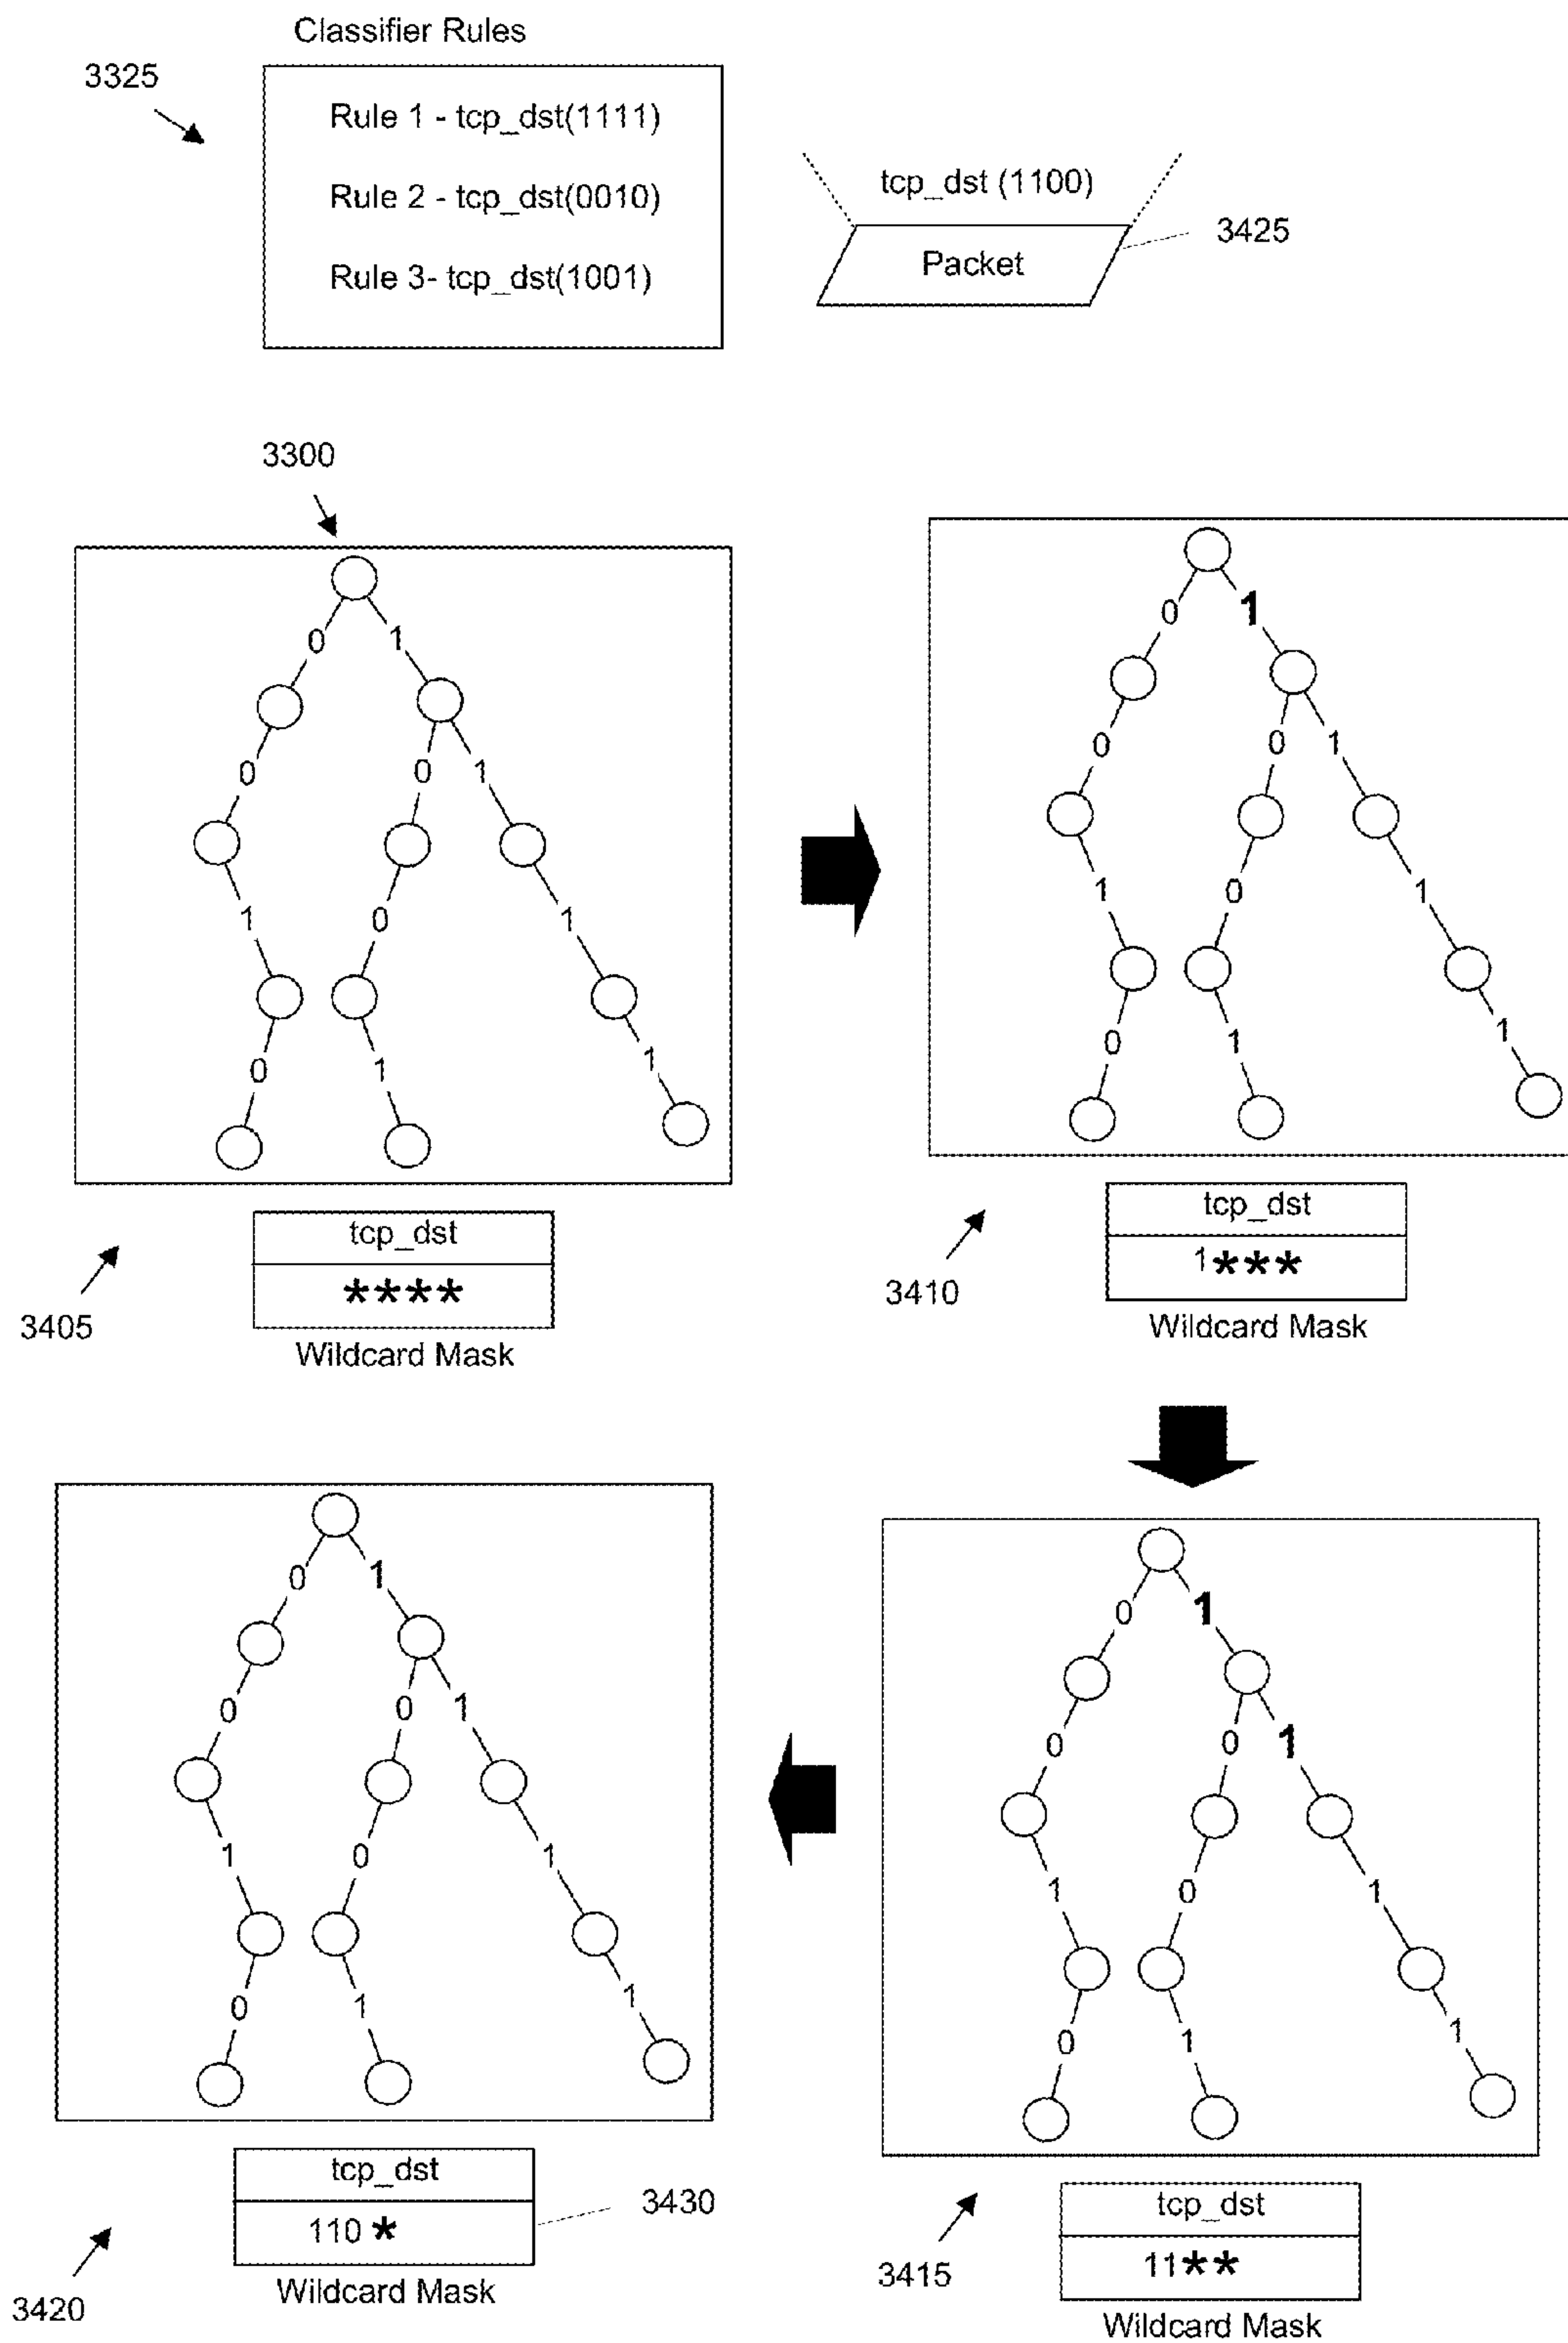 Classifier Rules
3325
Rule 1 - tcp_dst(1111)
Rule 2 - tcp_dst(0010)
Rule 3- tcp_dst(1001)
tcp_dst (1100)
3425
Packet
3300
0 1
0 0 1
1 0 1
0 1 1
tcp_dst
****
3405
Wildcard Mask
0 1
0 0 1
1 0 1
0 1 1
tcp_dst
1***
3410
Wildcard Mask
0 1
0 0 1
1 0 1
0 1 1
tcp_dst
11**
3415
Wildcard Mask
0 1
0 0 1
1 0 1
0 1 1
tcp_dst
3430
110 *
3420
Wildcard Mask